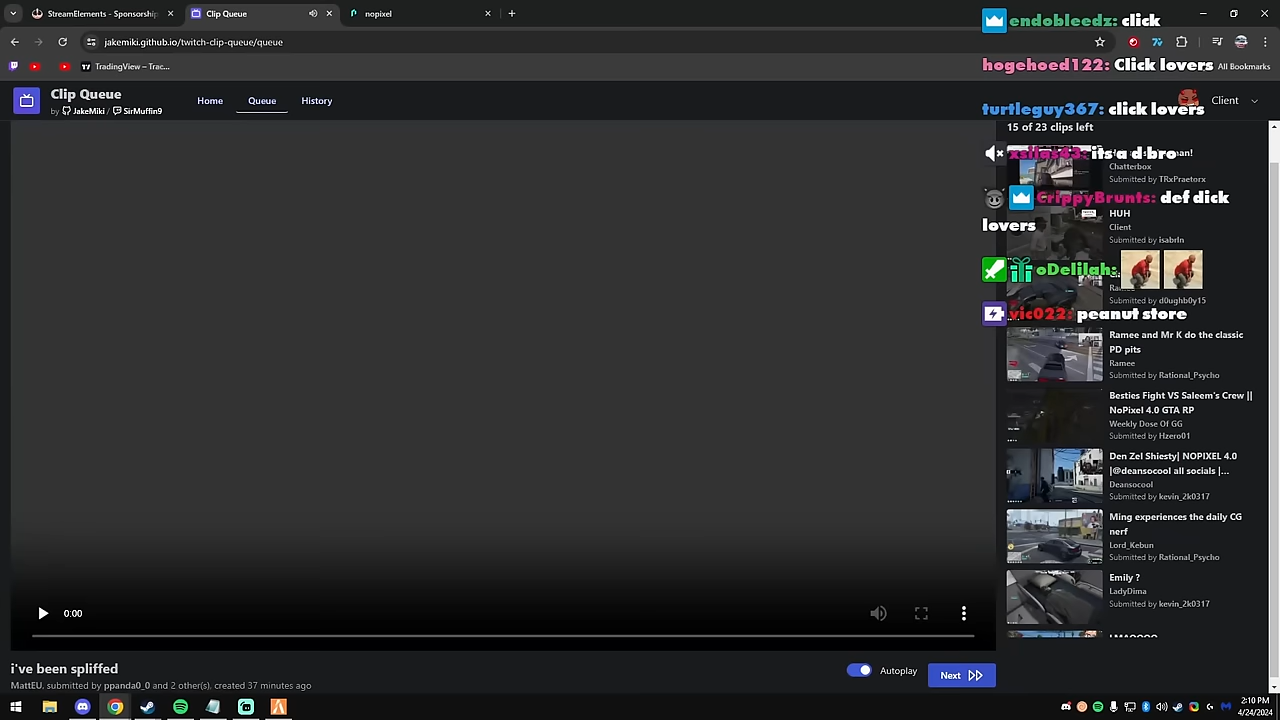 StreamElements - Sponsorship
Clip Queue
nopixel
jakemiki.github.io/twitch-clip-queue/queue
TradingView – Trac...
All Bookmarks
endobleedz: click
hogehoed122: Click lovers
turtleguy367: click lovers
xsilas43: its a d bro
CrippyBrunts: def dick
lovers
oDelilah:
vic022: peanut store
Clip Queue
by JakeMiki / SirMuffin9
Home
Queue
History
Client
15 of 23 clips left
Chatterbox
Submitted by TRxPraetorx
HUH
Client
Submitted by isabrln
Ramee
Submitted by d0ughb0y15
Ramee and Mr K do the classic
PD pits
Ramee
Submitted by Rational_Psycho
Besties Fight VS Saleem's Crew ||
NoPixel 4.0 GTA RP
Weekly Dose Of GG
Submitted by Hzero01
Den Zel Shiesty| NOPIXEL 4.0
|@deansocool all socials |...
Deansocool
Submitted by kevin_2k0317
Ming experiences the daily CG
nerf
Lord_Kebun
Submitted by Rational_Psycho
Emily ?
LadyDima
Submitted by kevin_2k0317
0:00
i've been spliffed
MattEU, submitted by ppanda0_0 and 2 other(s), created 37 minutes ago
Autoplay
Next
2:10 PM
4/24/2024